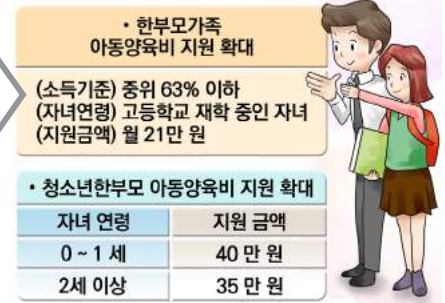 • 한부모가족
아동양육비 지원 확대
(소득기준) 중위 63% 이하
(자녀연령) 고등학교 재학 중인 자녀
(지원금액) 월 21만 원
• 청소년한부모 아동양육비 지원 확대
자녀 연령 지원 금액
0 ~ 1 세 40 만 원
2세 이상 35 만 원